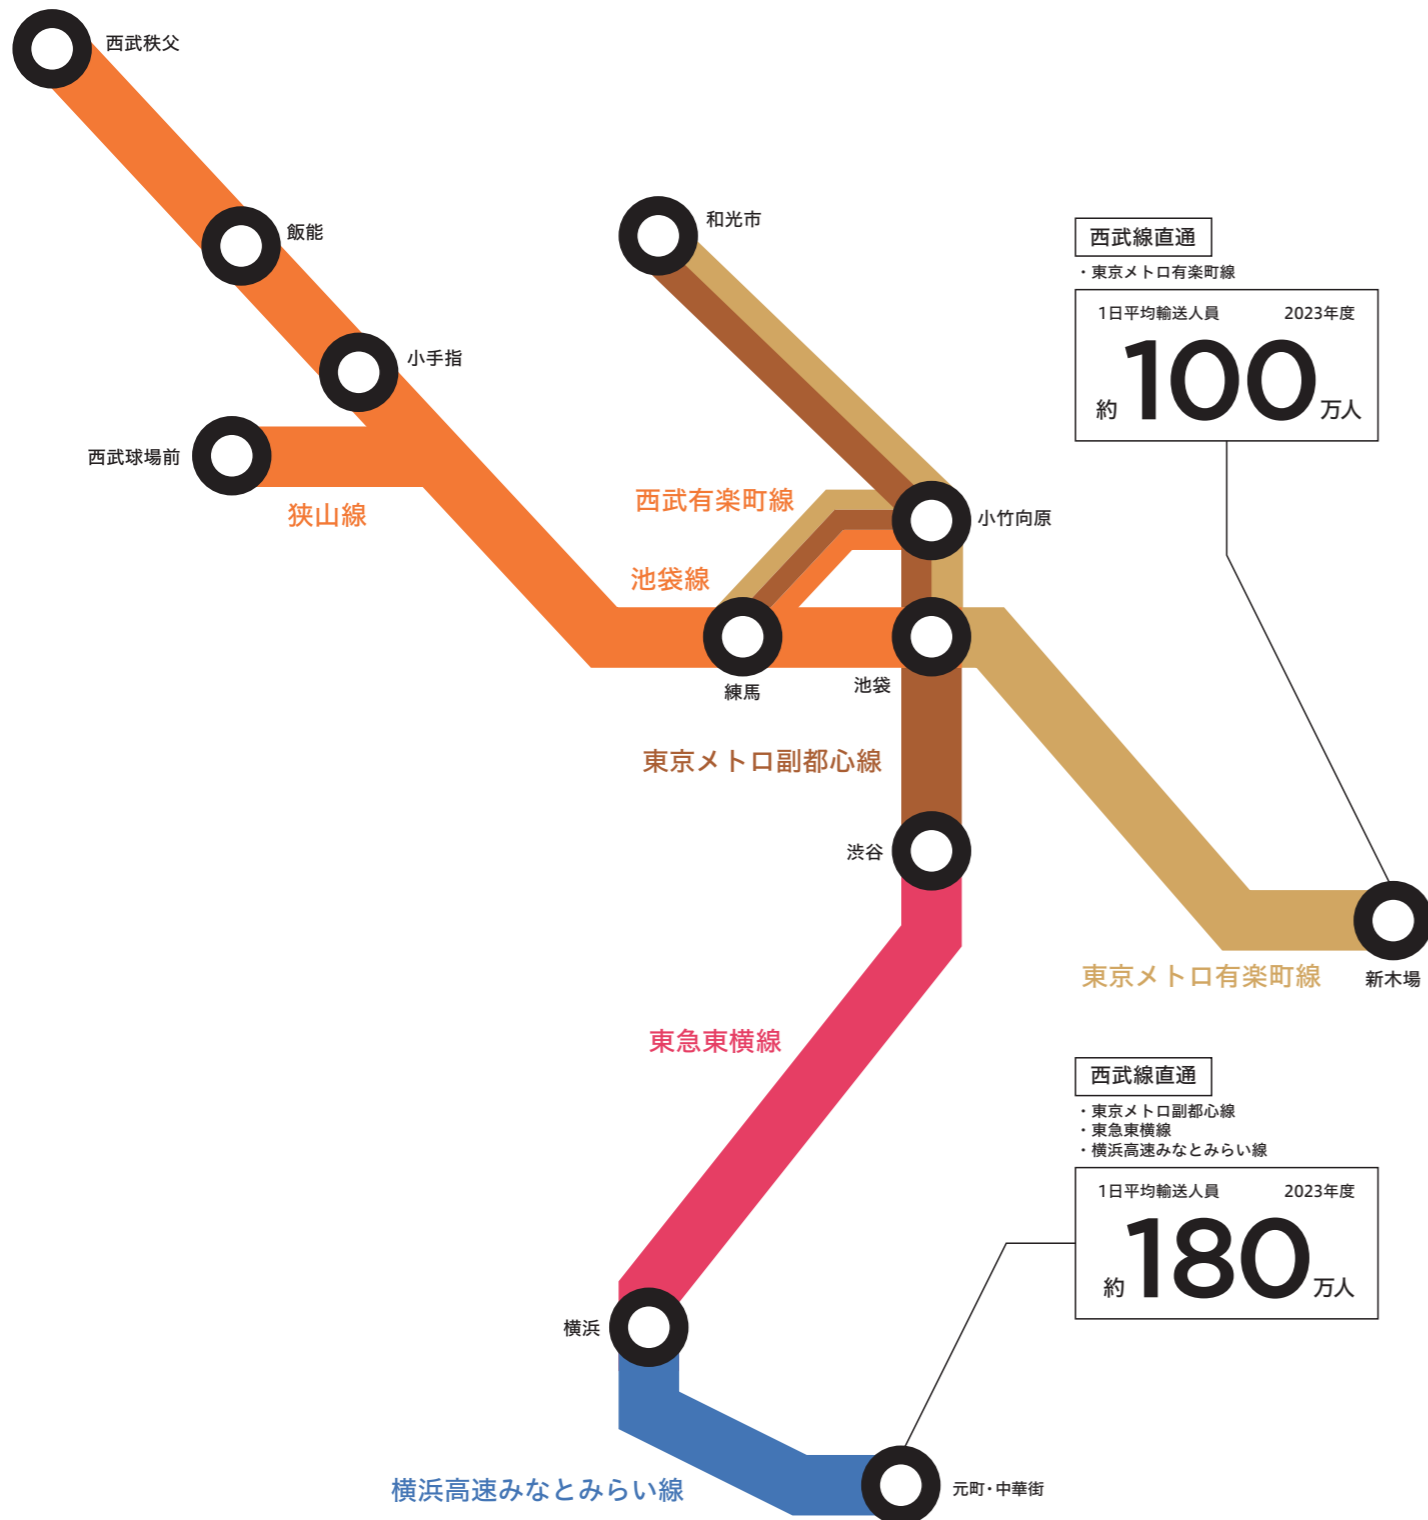 西武秩父
飯能
和光市
小手指
西武球場前
狭山線
西武有楽町線
小竹向原
池袋線
練馬
池袋
東京メトロ副都心線
渋谷
東京メトロ有楽町線
新木場
東急東横線
横浜
横浜高速みなとみらい線
元町・中華街
西武線直通
・東京メトロ有楽町線
1日平均輸送人員 2023年度
約100万人
西武線直通
・東京メトロ副都心線
・東急東横線
・横浜高速みなとみらい線
1日平均輸送人員 2023年度
約180万人